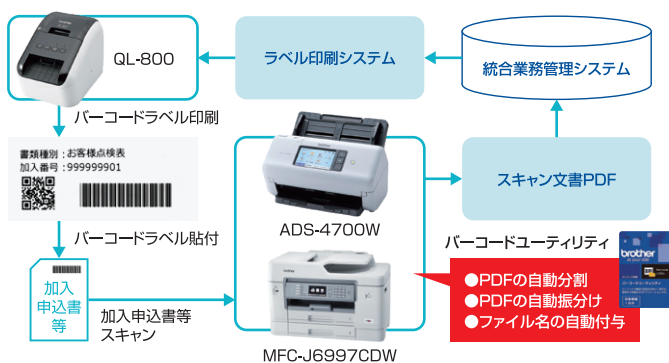 QL-800
ラベル印刷システム
統合業務管理システム
バーコードラベル印刷
書類種別:お客様点検表
加入番号:999999901
ADS-4700W
スキャン文書PDF
バーコードラベル貼付
バーコードユーティリティ
brother
加入
申込書
等
加入申込書等
スキャン
●PDFの自動分割
●PDFの自動振分け
●ファイル名の自動付与
MFC-J6997CDW